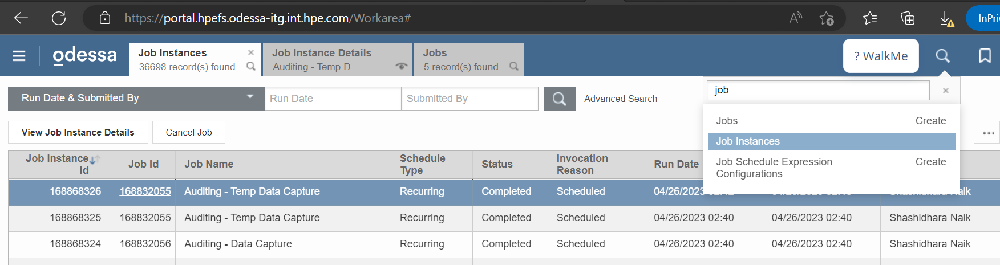 https://portal.hpefs.odessa-itg.int.hpe.com/Workarea#
InPriv
odessa
Job Instances
36698 record(s) found
Job Instance Details
Auditing - Temp D
Jobs
5 record(s) found
? WalkMe
Run Date & Submitted By
Run Date
Submitted By
Advanced Search
job
Jobs Create
Job Instances
Job Schedule Expression
Configurations
Create
View Job Instance Details
Cancel Job
Job Instance
Id
Job Id
Job Name
Schedule
Type
Status
Invocation
Reason
Run Date
168868326 168832055 Auditing - Temp Data Capture Recurring Completed Scheduled 04/26/2023
168868325 168832055 Auditing - Temp Data Capture Recurring Completed Scheduled 04/26/2023 02:40 04/26/2023 02:40 Shashidhara Naik
168868324 168832056 Auditing - Data Capture Recurring Completed Scheduled 04/26/2023 02:40 04/26/2023 02:40 Shashidhara Naik